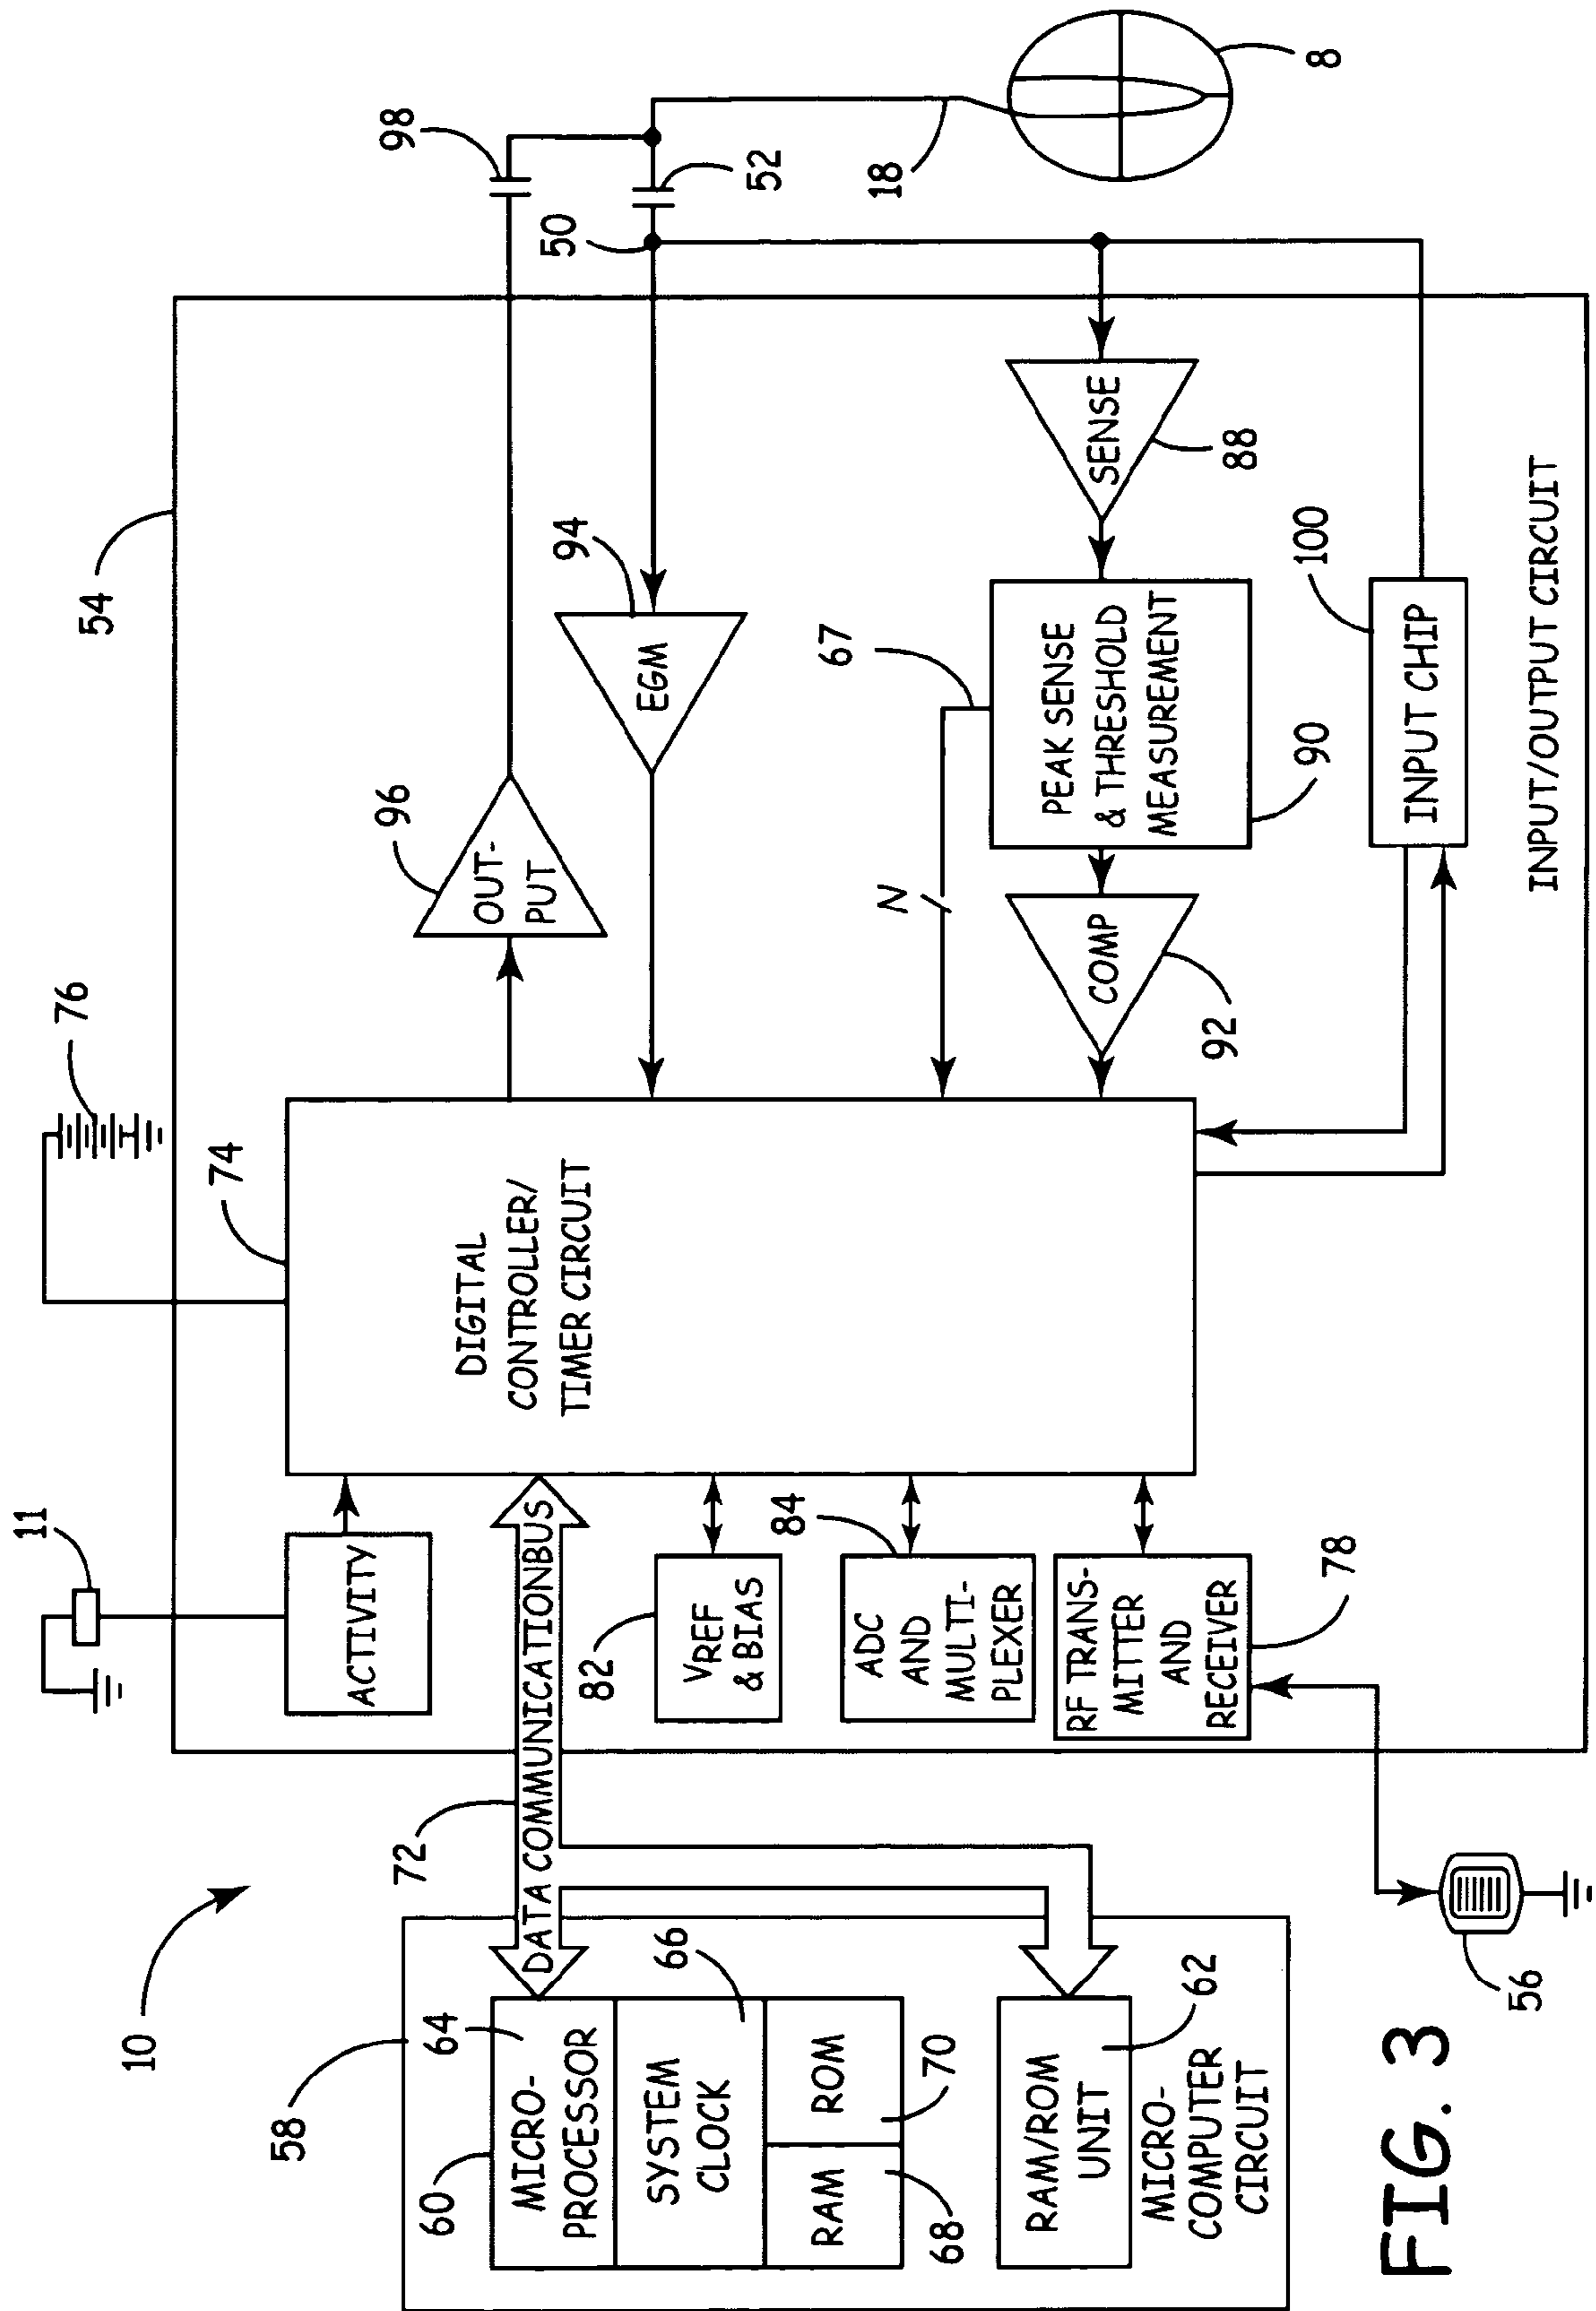 10
11
ACTIVITY
74
76
54
58
60
MICRO-
PROCESSOR
64
SYSTEM
CLOCK
66
RAM
68
ROM
70
RAM/ROM
UNIT
62
MICRO-
COMPUTER
CIRCUIT
72
DATA COMMUNICATIONBUS
82
VREF
& BIAS
84
ADC
AND
MULTI-
PLEXER
RF TRANS-
MITTER
AND
RECEIVER
78
56
DIGITAL
CONTROLLER/
TIMER CIRCUIT
96
OUT-
PUT
94
EGM
N
67
COMP
92
PEAK SENSE
& THRESHOLD
MEASUREMENT
90
SENSE
88
100
INPUT CHIP
INPUT/OUTPUT CIRCUIT
98
50
52
18
8
FIG. 3